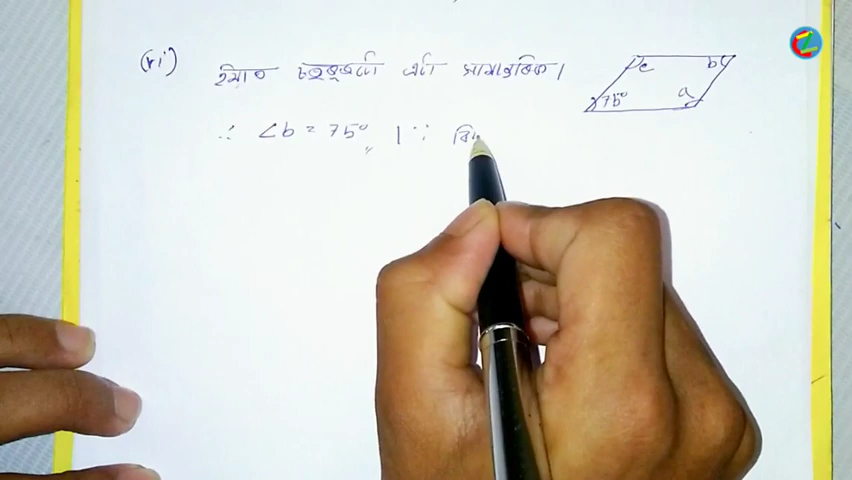 (vi) ইয়াত চতুৰ্ভুজটো এটা সামান্তৰিক।
c b
75° a
∴ ∠b = 75° | ∵ বিপ